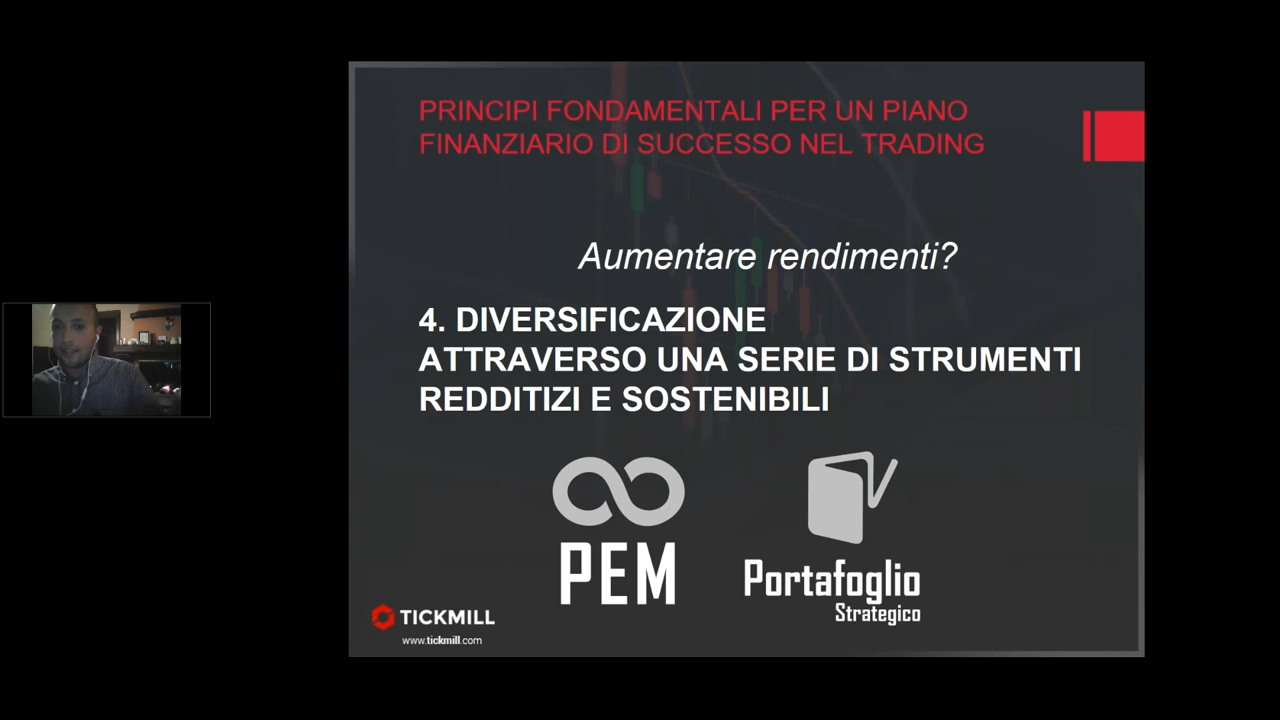 PRINCIPI FONDAMENTALI PER UN PIANO
FINANZIARIO DI SUCCESSO NEL TRADING
Aumentare rendimenti?
4. DIVERSIFICAZIONE
ATTRAVERSO UNA SERIE DI STRUMENTI
REDDITIZI E SOSTENIBILI
PEM
Portafoglio
Strategico
TICKMILL
www.tickmill.com